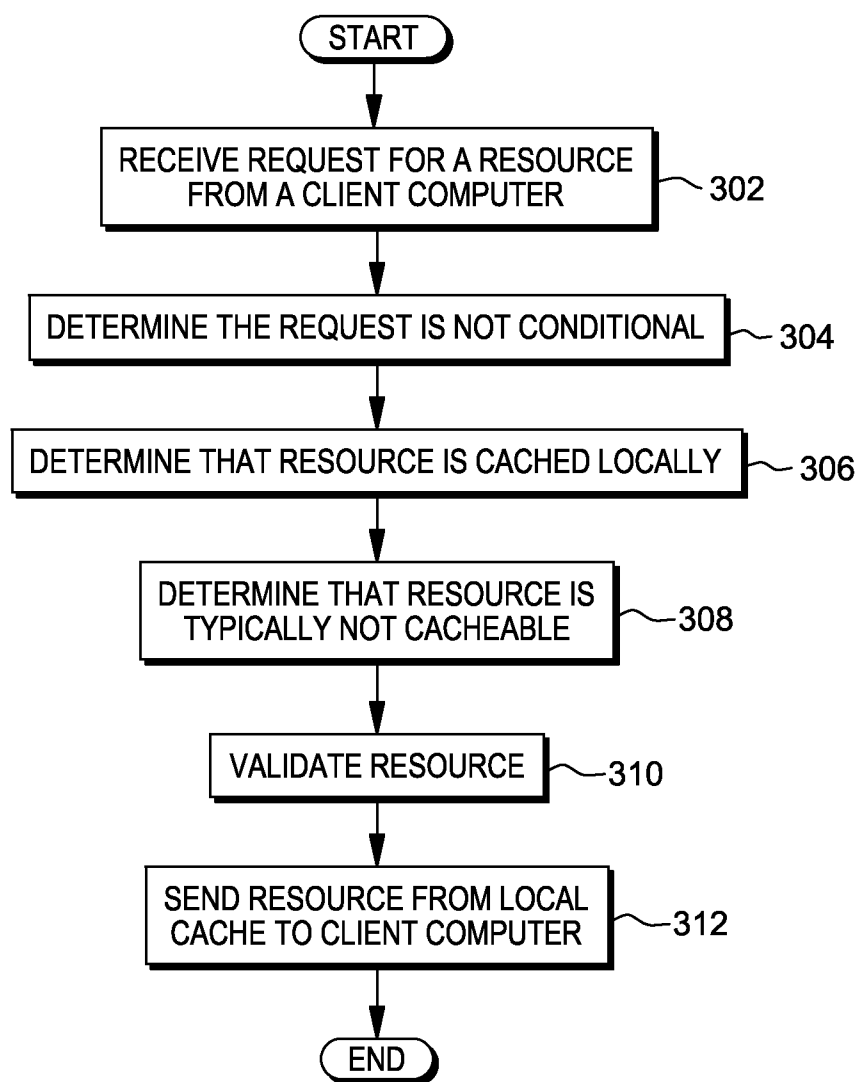 START
RECEIVE REQUEST FOR A RESOURCE
FROM A CLIENT COMPUTER
302
DETERMINE THE REQUEST IS NOT CONDITIONAL
304
DETERMINE THAT RESOURCE IS CACHED LOCALLY
306
DETERMINE THAT RESOURCE IS
TYPICALLY NOT CACHEABLE
308
VALIDATE RESOURCE
310
SEND RESOURCE FROM LOCAL
CACHE TO CLIENT COMPUTER
312
END